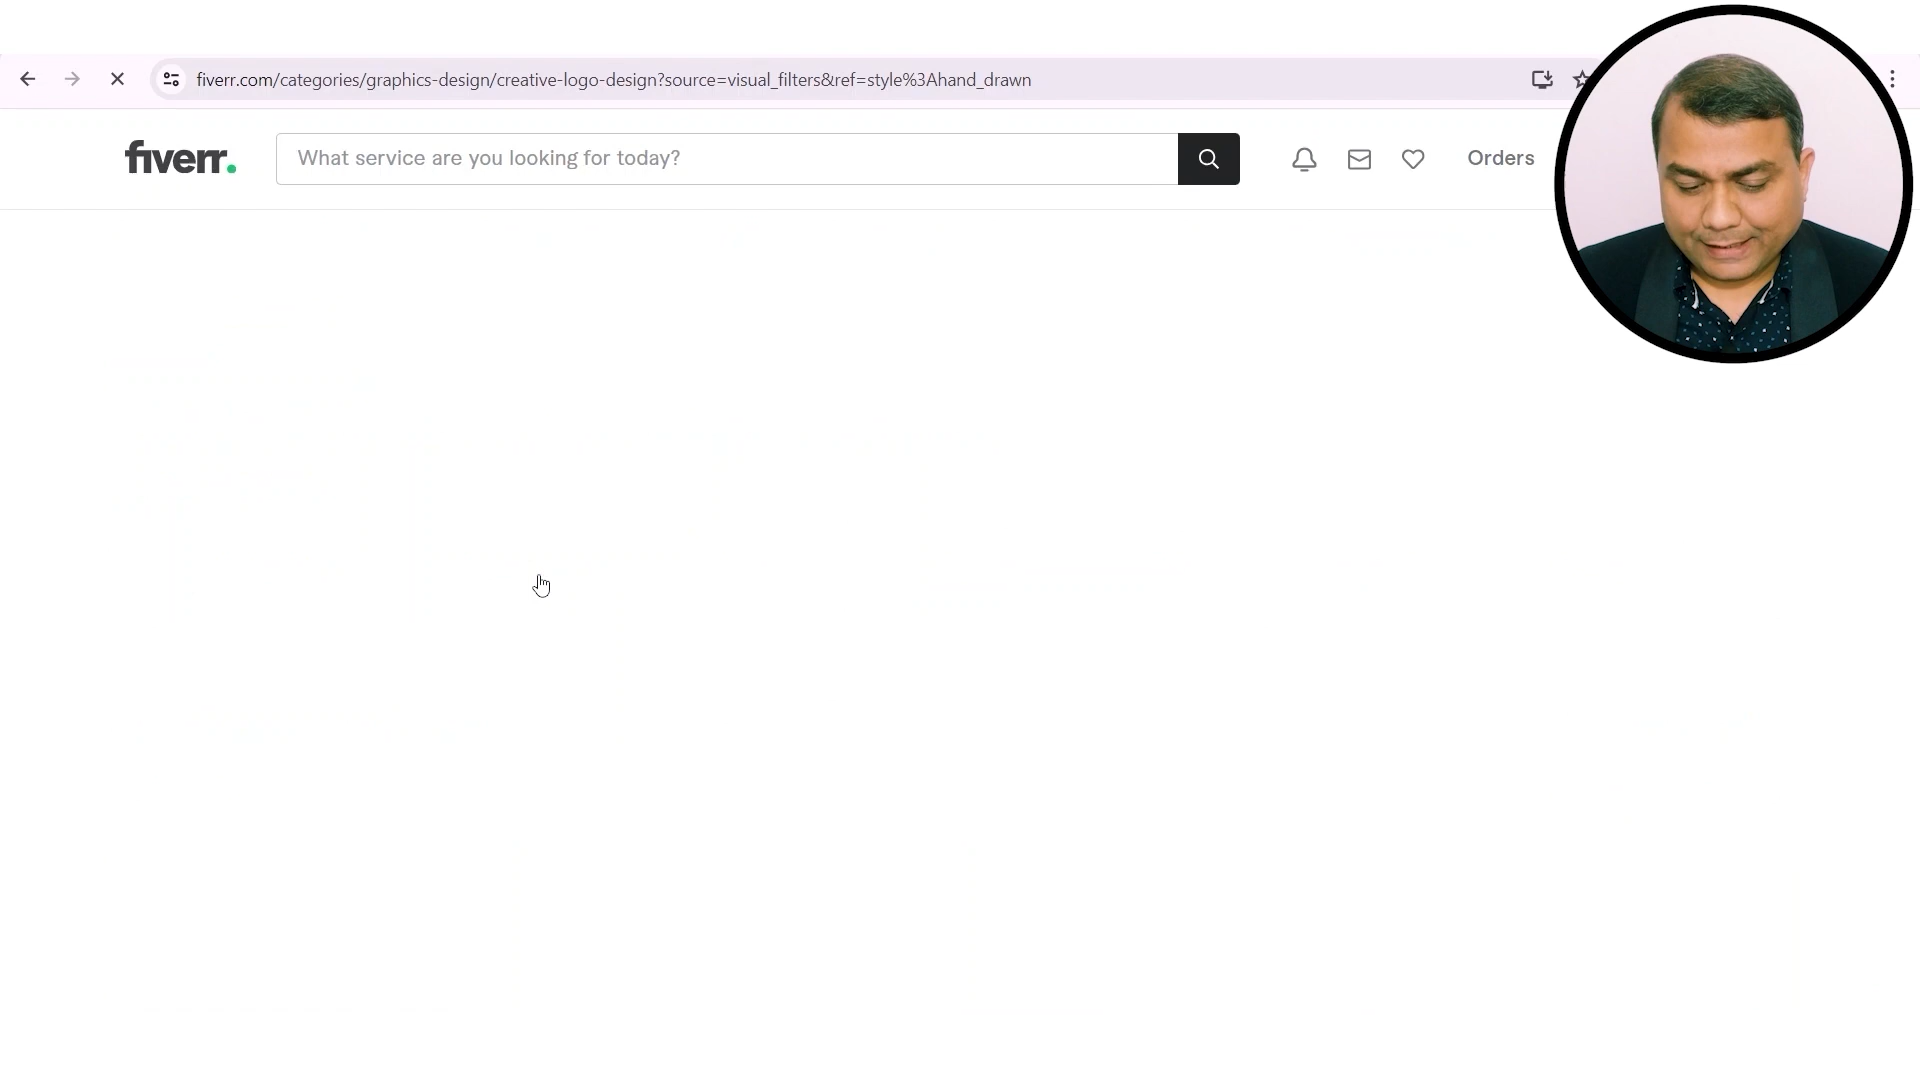 fiverr.com/categories/graphics-design/creative-logo-design?source=visual_filters&ref=style%3Ahand_drawn
fiverr.
What service are you looking for today?
Orders